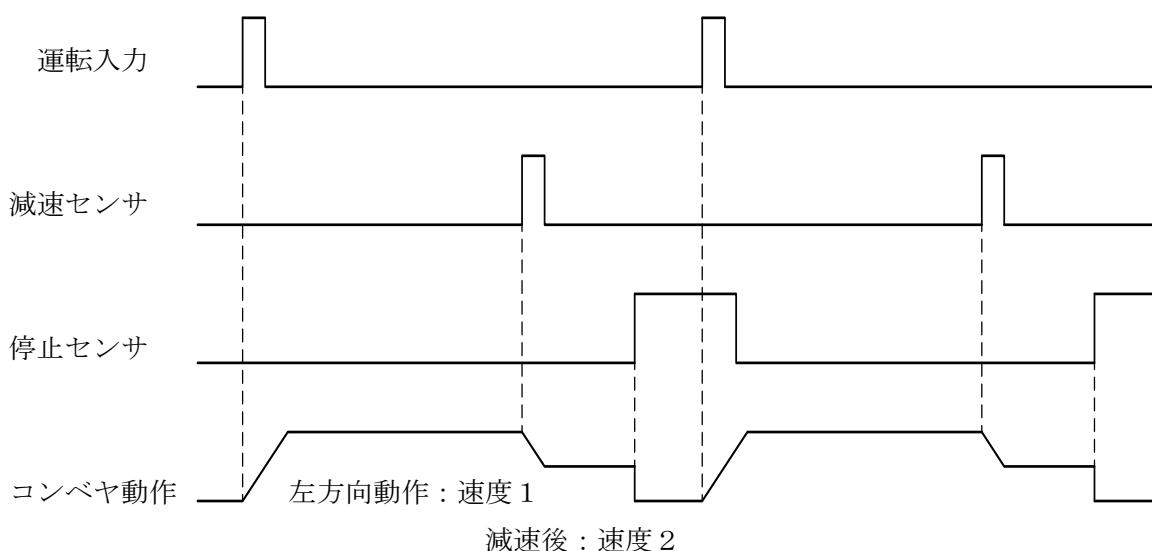 運転入力
減速センサ
停止センサ
コンベヤ動作
左方向動作：速度１
減速後：速度２